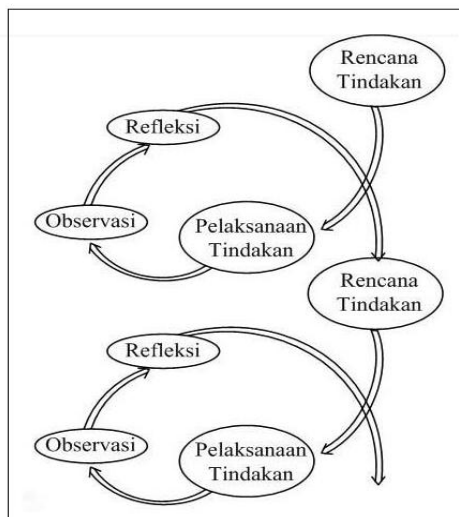 Rencana
Tindakan
Refleksi
Observasi
Pelaksanaan
Tindakan
Rencana
Tindakan
Refleksi
Observasi
Pelaksanaan
Tindakan